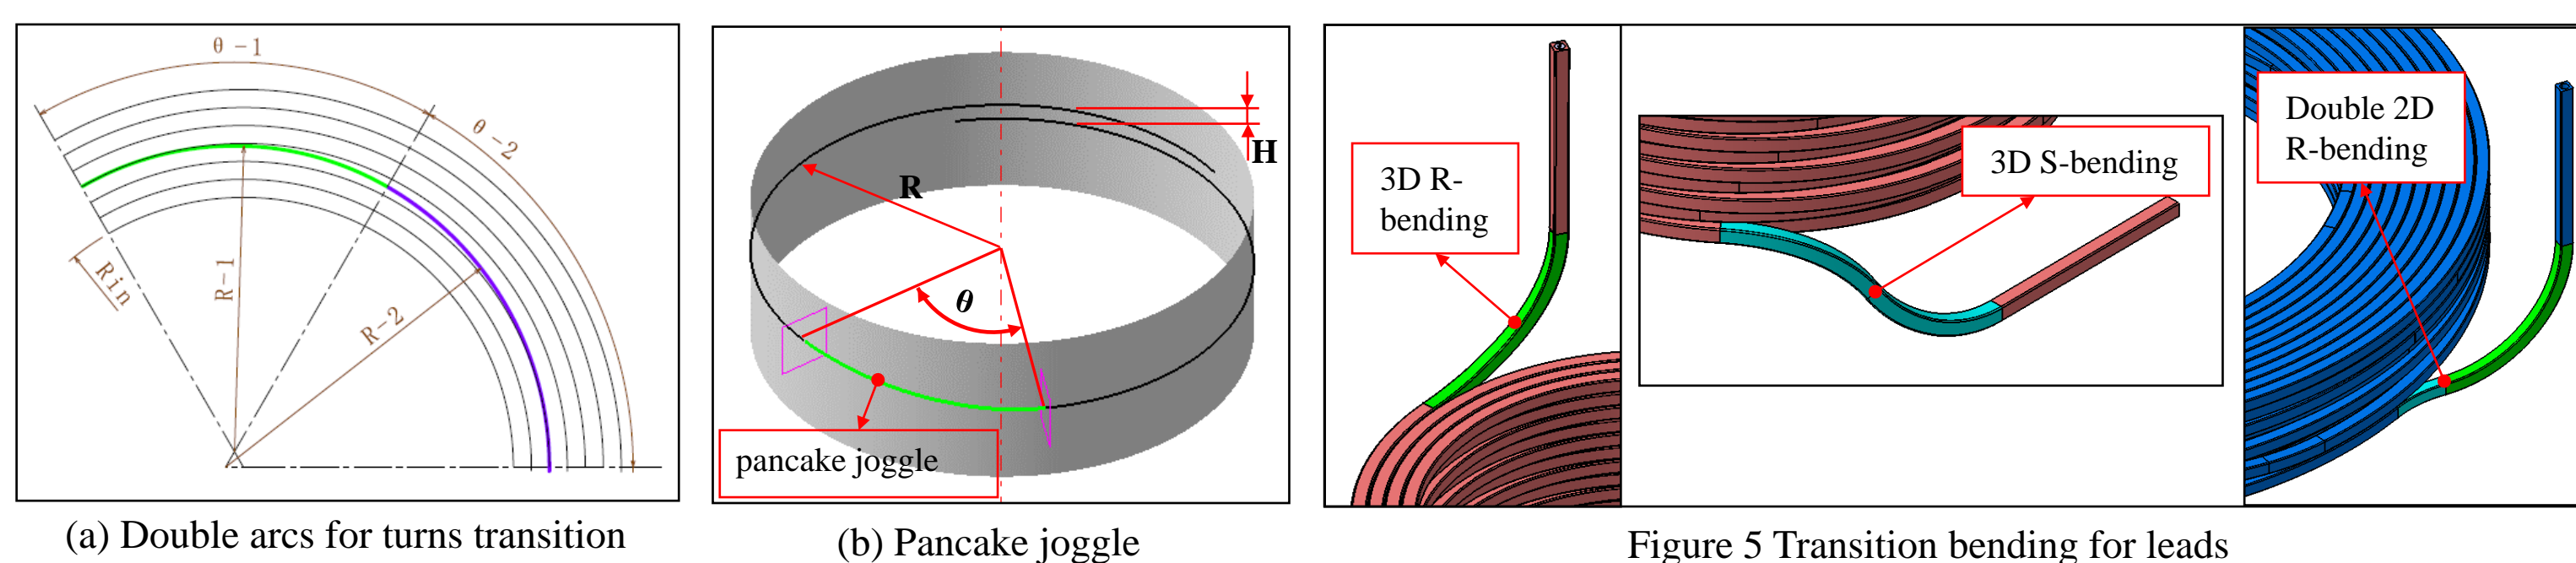 θ -1
θ -2
Rin
R-1
R-2
(a) Double arcs for turns transition
R
H
θ
pancake joggle
(b) Pancake joggle
3D R-
bending
3D S-bending
Double 2D
R-bending
Figure 5 Transition bending for leads